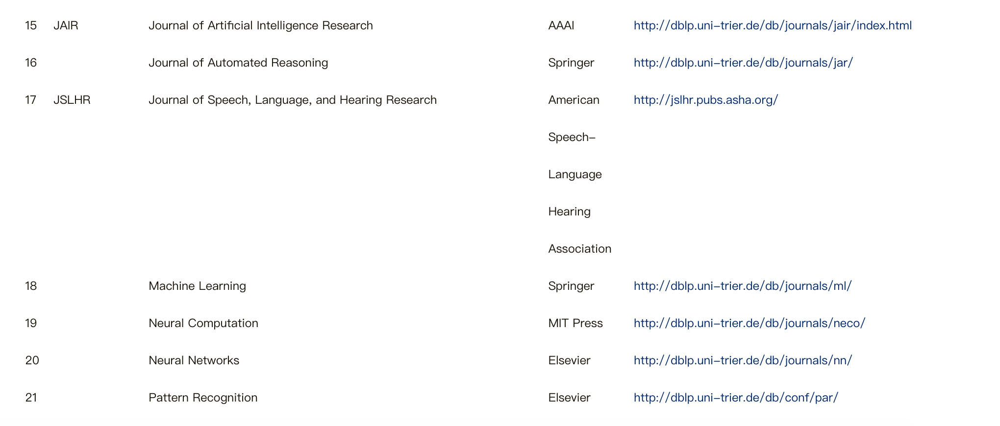 15 JAIR Journal of Artificial Intelligence Research AAAI http://dblp.uni-trier.de/db/journals/jair/index.html
16 Journal of Automated Reasoning Springer http://dblp.uni-trier.de/db/journals/jar/
17 JSLHR Journal of Speech, Language, and Hearing Research American http://jslhr.pubs.asha.org/
Speech-
Language
Hearing
Association
18 Machine Learning Springer http://dblp.uni-trier.de/db/journals/ml/
19 Neural Computation MIT Press http://dblp.uni-trier.de/db/journals/neco/
20 Neural Networks Elsevier http://dblp.uni-trier.de/db/journals/nn/
21 Pattern Recognition Elsevier http://dblp.uni-trier.de/db/conf/par/